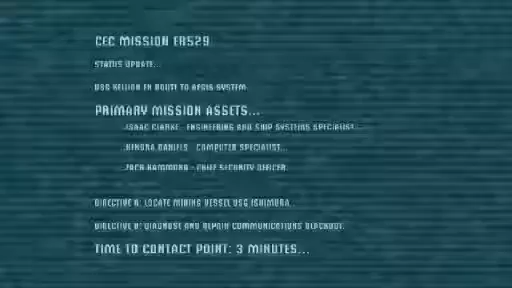 CEC MISSION ER529
STATUS UPDATE...
USG KELLION EN ROUTE TO AEGIS SYSTEM.
PRIMARY MISSION ASSETS...
ISAAC CLARKE - ENGINEERING AND SHIP SYSTEMS SPECIALIST...
KENDRA DANIELS - COMPUTER SPECIALIST...
ZACH HAMMOND - CHIEF SECURITY OFFICER.
DIRECTIVE A: LOCATE MINING VESSEL USG ISHIMURA.
DIRECTIVE B: DIAGNOSE AND REPAIR COMMUNICATIONS BLACKOUT.
TIME TO CONTACT POINT: 3 MINUTES...